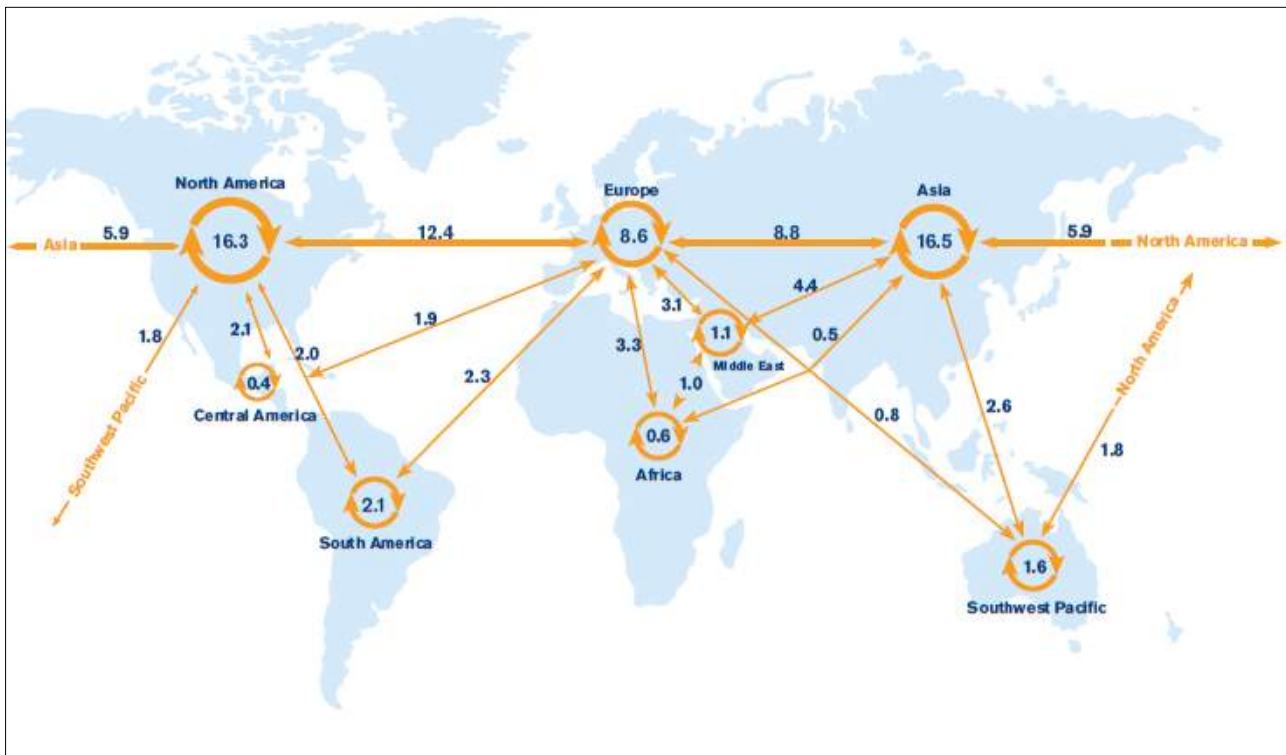 North America
Europe
Asia
Asia
5.9
16.3
12.4
8.6
8.8
16.5
5.9
North America
1.8
2.1
2.0
1.9
3.1
4.4
1.1
0.5
Middle East
3.3
2.3
1.0
0.4
Central America
Southwest Pacific
0.8
2.6
North America
1.8
0.6
Africa
2.1
South America
1.6
Southwest Pacific